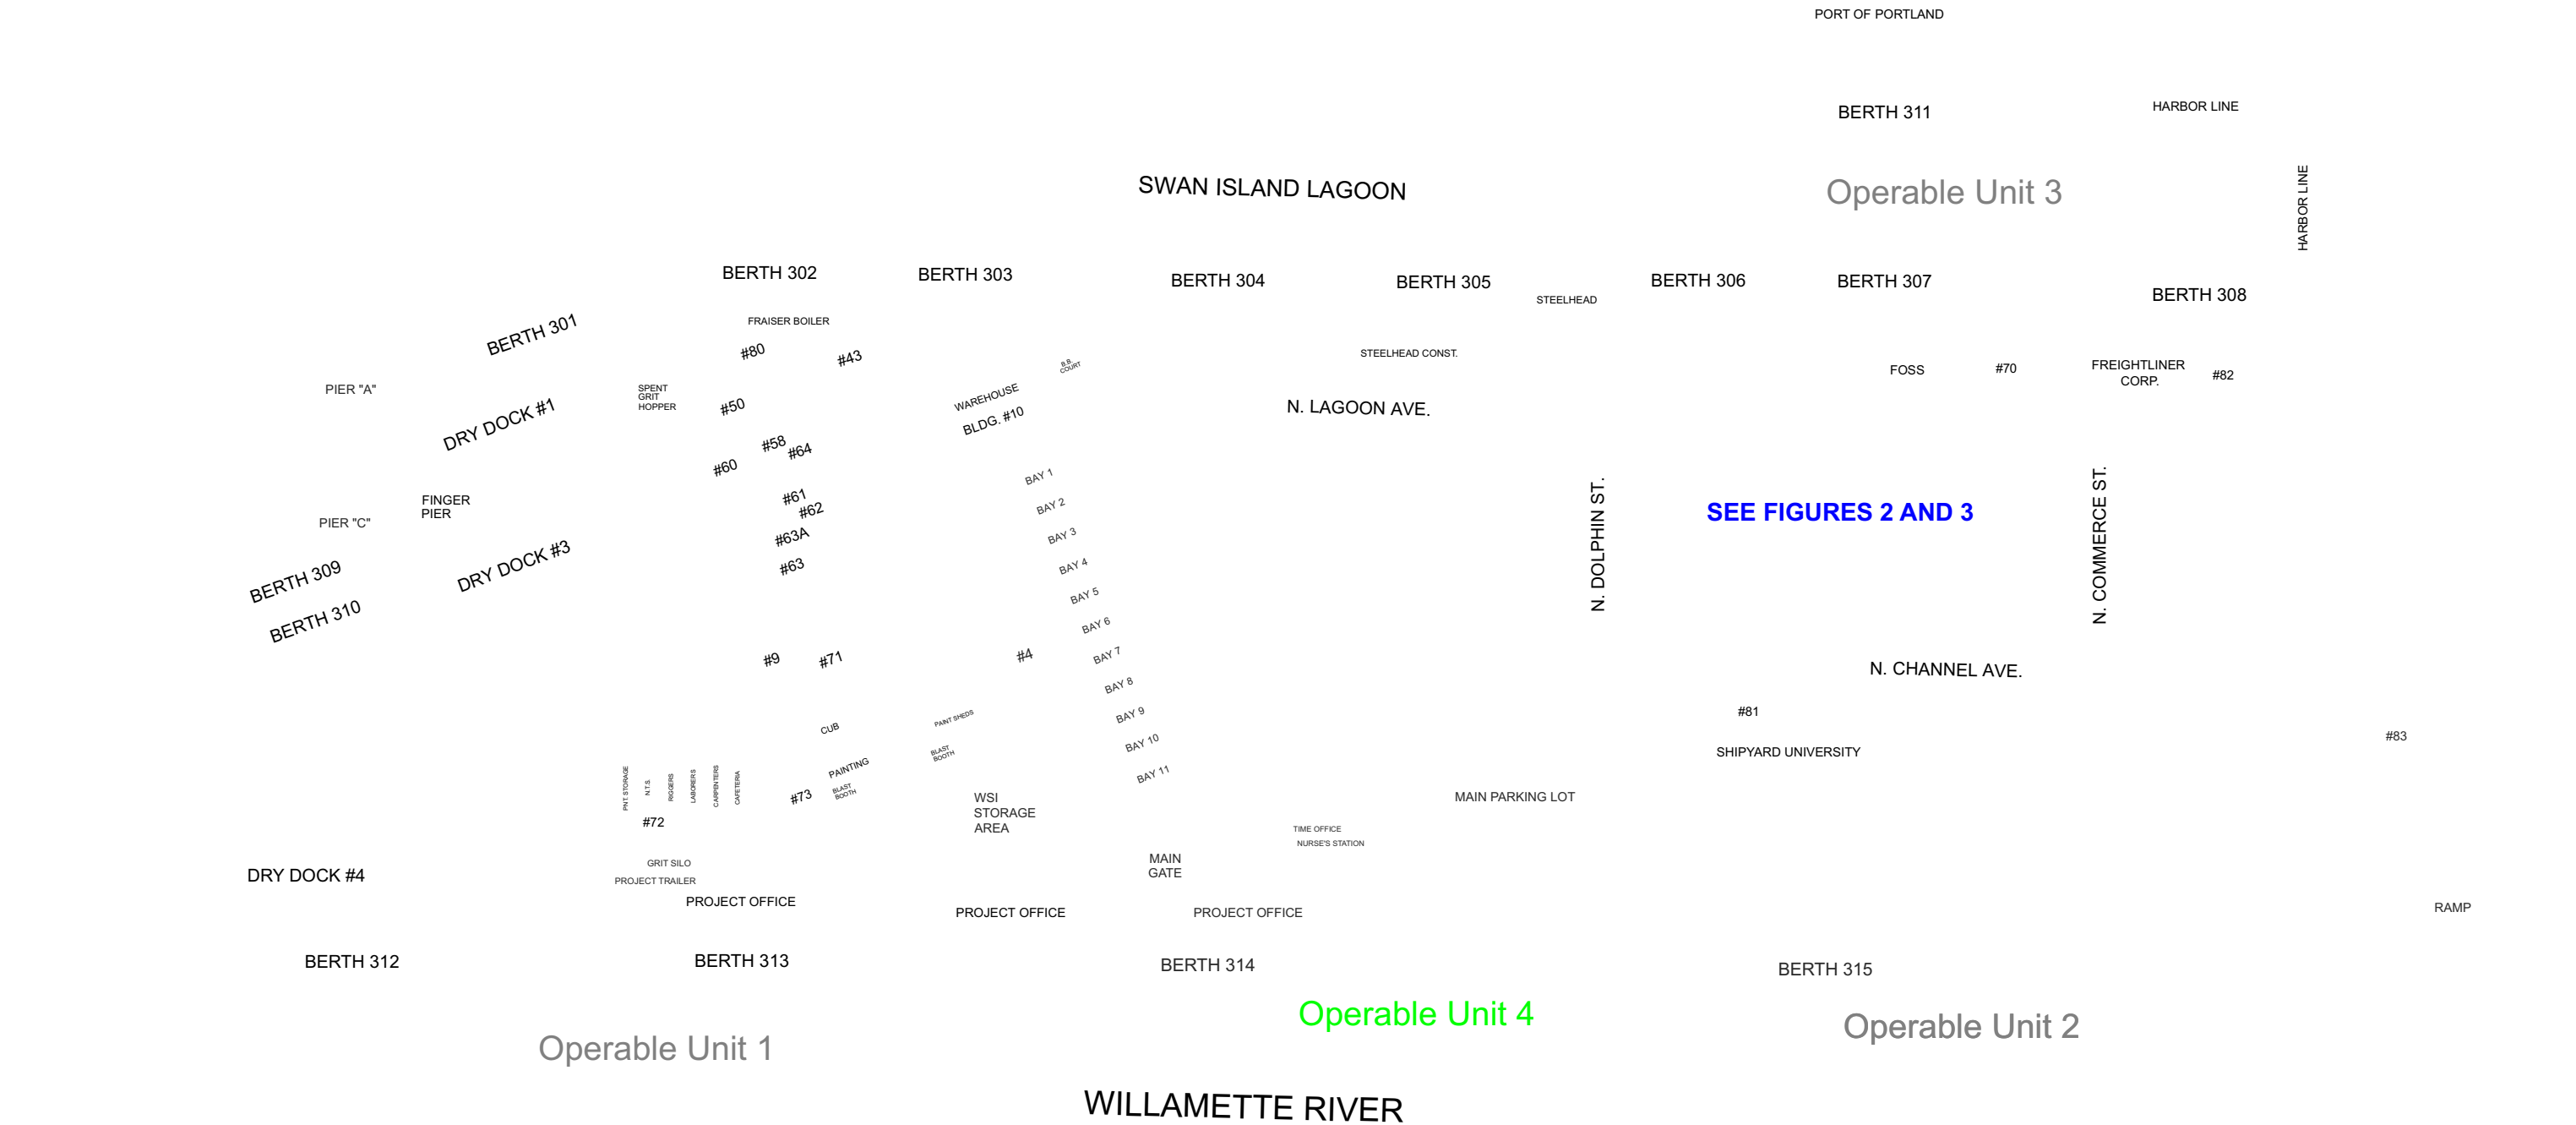 PORT OF PORTLAND
BERTH 311
HARBOR LINE
SWAN ISLAND LAGOON
Operable Unit 3
HARBOR LINE
BERTH 302
BERTH 303
BERTH 304
BERTH 305
BERTH 306
BERTH 307
BERTH 308
STEELHEAD
BERTH 301
FRAISER BOILER
#80
#43
B.B.
COURT
STEELHEAD CONST.
FOSS
#70
FREIGHTLINER
CORP.
#82
PIER "A"
SPENT
GRIT
HOPPER
#50
WAREHOUSE
BLDG. #10
N. LAGOON AVE.
DRY DOCK #1
#58
#64
#60
BAY 1
BAY 2
BAY 3
BAY 4
BAY 5
BAY 6
BAY 7
BAY 8
BAY 9
BAY 10
BAY 11
FINGER
PIER
PIER "C"
#61
#62
#63A
#63
N. DOLPHIN ST.
SEE FIGURES 2 AND 3
N. COMMERCE ST.
DRY DOCK #3
BERTH 309
BERTH 310
#9
#71
#4
N. CHANNEL AVE.
#81
SHIPYARD UNIVERSITY
#83
CUB
PAINT SHEDS
BLAST
BOOTH
PAINTING
BLAST
BOOTH
#73
PNT. STORAGE
N.T.S.
RIGGERS
LABORERS
CARPENTERS
CAFETERIA
#72
WSI
STORAGE
AREA
MAIN PARKING LOT
TIME OFFICE
NURSE'S STATION
MAIN
GATE
GRIT SILO
PROJECT TRAILER
DRY DOCK #4
PROJECT OFFICE
PROJECT OFFICE
PROJECT OFFICE
RAMP
BERTH 312
BERTH 313
BERTH 314
BERTH 315
Operable Unit 4
Operable Unit 1
Operable Unit 2
WILLAMETTE RIVER